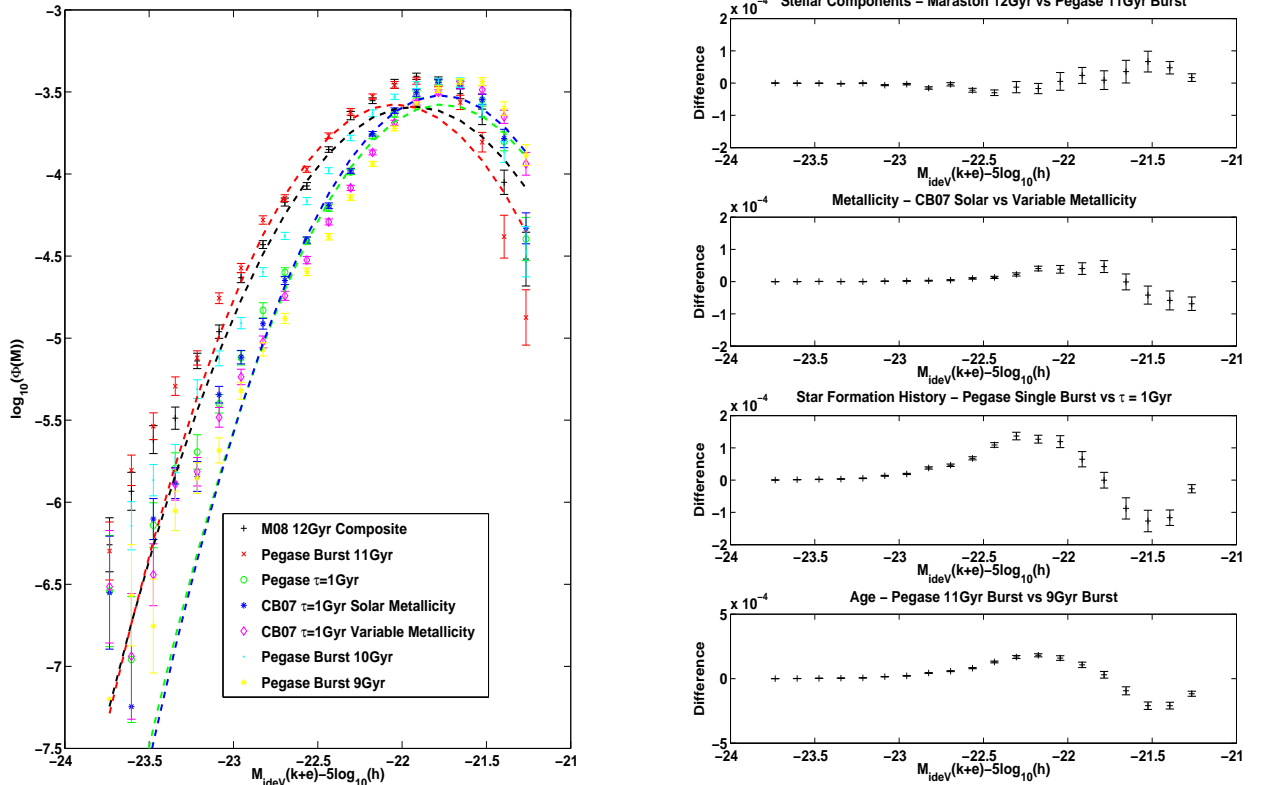 −3
−3.5
−4
−4.5
−5
−5.5
−6
−6.5
−7
−7.5
log10(Φ(M))
−24
−23.5
−23
−22.5
−22
−21.5
−21
MideV(k+e)−5log10(h)
M08 12Gyr Composite
Pegase Burst 11Gyr
Pegase τ=1Gyr
CB07 τ=1Gyr Solar Metallicity
CB07 τ=1Gyr Variable Metallicity
Pegase Burst 10Gyr
Pegase Burst 9Gyr
Stellar Components − Maraston 12Gyr vs Pegase 11Gyr Burst
x 10−4
2
1
0
−1
−2
Difference
−24
−23.5
−23
−22.5
−22
−21.5
−21
MideV(k+e)−5log10(h)
Metallicity − CB07 Solar vs Variable Metallicity
x 10−4
2
1
0
−1
−2
Difference
−24
−23.5
−23
−22.5
−22
−21.5
−21
MideV(k+e)−5log10(h)
Star Formation History − Pegase Single Burst vs τ = 1Gyr
x 10−4
2
1
0
−1
−2
Difference
−24
−23.5
−23
−22.5
−22
−21.5
−21
MideV(k+e)−5log10(h)
Age − Pegase 11Gyr Burst vs 9Gyr Burst
x 10−4
5
0
−5
Difference
−24
−23.5
−23
−22.5
−22
−21.5
−21
MideV(k+e)−5log10(h)